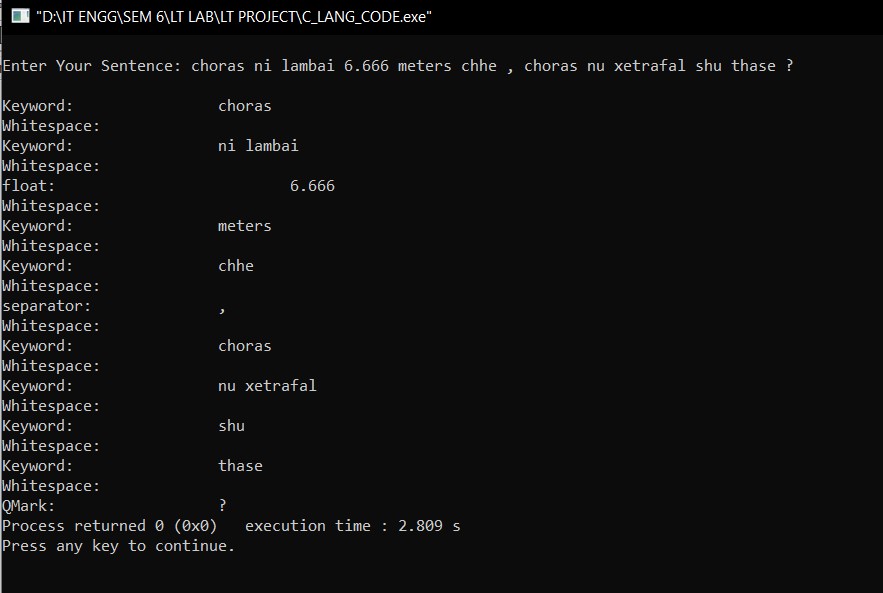 "D:\IT ENGG\SEM 6\LT LAB\LT PROJECT\C_LANG_CODE.exe"
Enter Your Sentence: choras ni lambai 6.666 meters chhe , choras nu xetrafal shu thase ?
Keyword: choras
Whitespace:
Keyword: ni lambai
Whitespace:
float: 6.666
Whitespace:
Keyword: meters
Whitespace:
Keyword: chhe
Whitespace:
separator: ,
Whitespace:
Keyword: choras
Whitespace:
Keyword: nu xetrafal
Whitespace:
Keyword: shu
Whitespace:
Keyword: thase
Whitespace:
QMark: ?
Process returned 0 (0x0) execution time : 2.809 s
Press any key to continue.